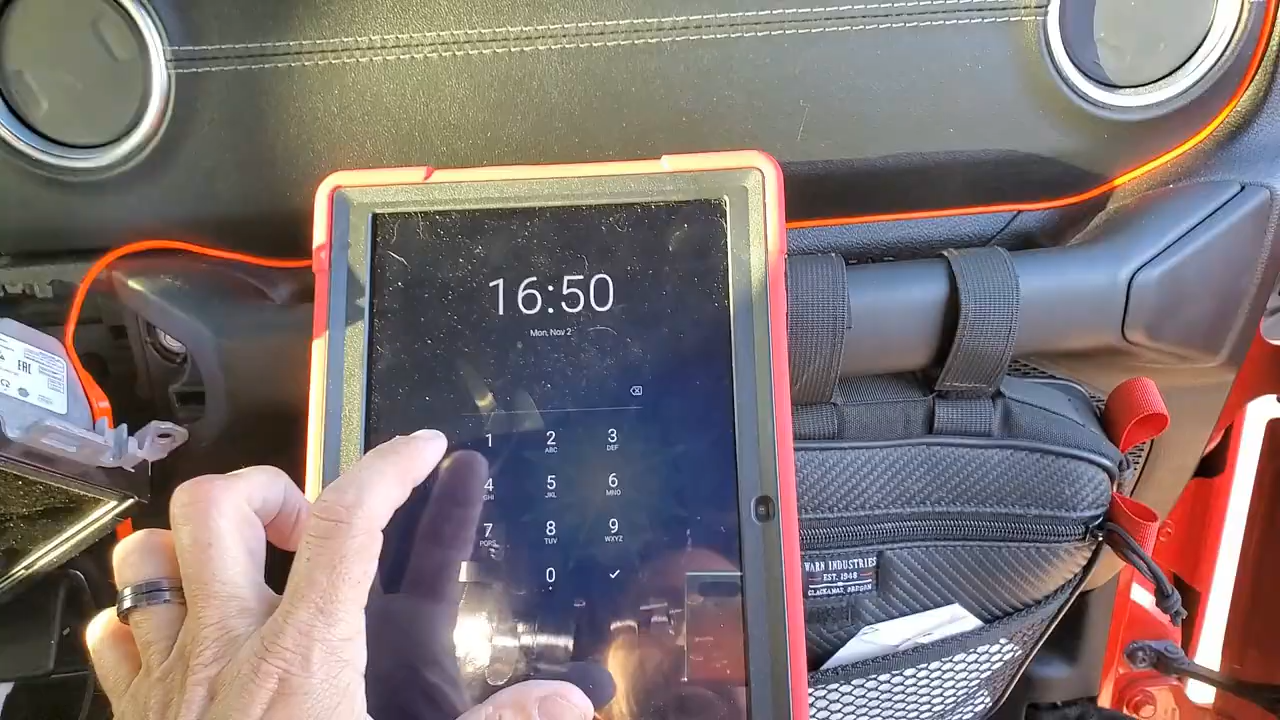 16:50
Mon, Nov 2
1
2
ABC
3
DEF
4
GHI
5
JKL
6
MNO
7
PQRS
8
TUV
9
WXYZ
0
+
EAC
WARN INDUSTRIES
EST. 1948
CLACKAMAS, OREGON